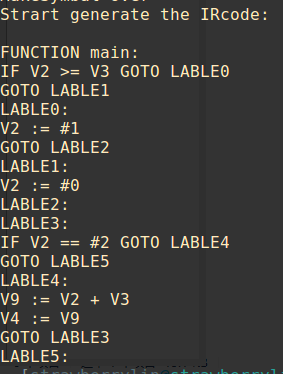 Strart generate the IRcode:
FUNCTION main:
IF V2 >= V3 GOTO LABLE0
GOTO LABLE1
LABLE0:
V2 := #1
GOTO LABLE2
LABLE1:
V2 := #0
LABLE2:
LABLE3:
IF V2 == #2 GOTO LABLE4
GOTO LABLE5
LABLE4:
V9 := V2 + V3
V4 := V9
GOTO LABLE3
LABLE5: